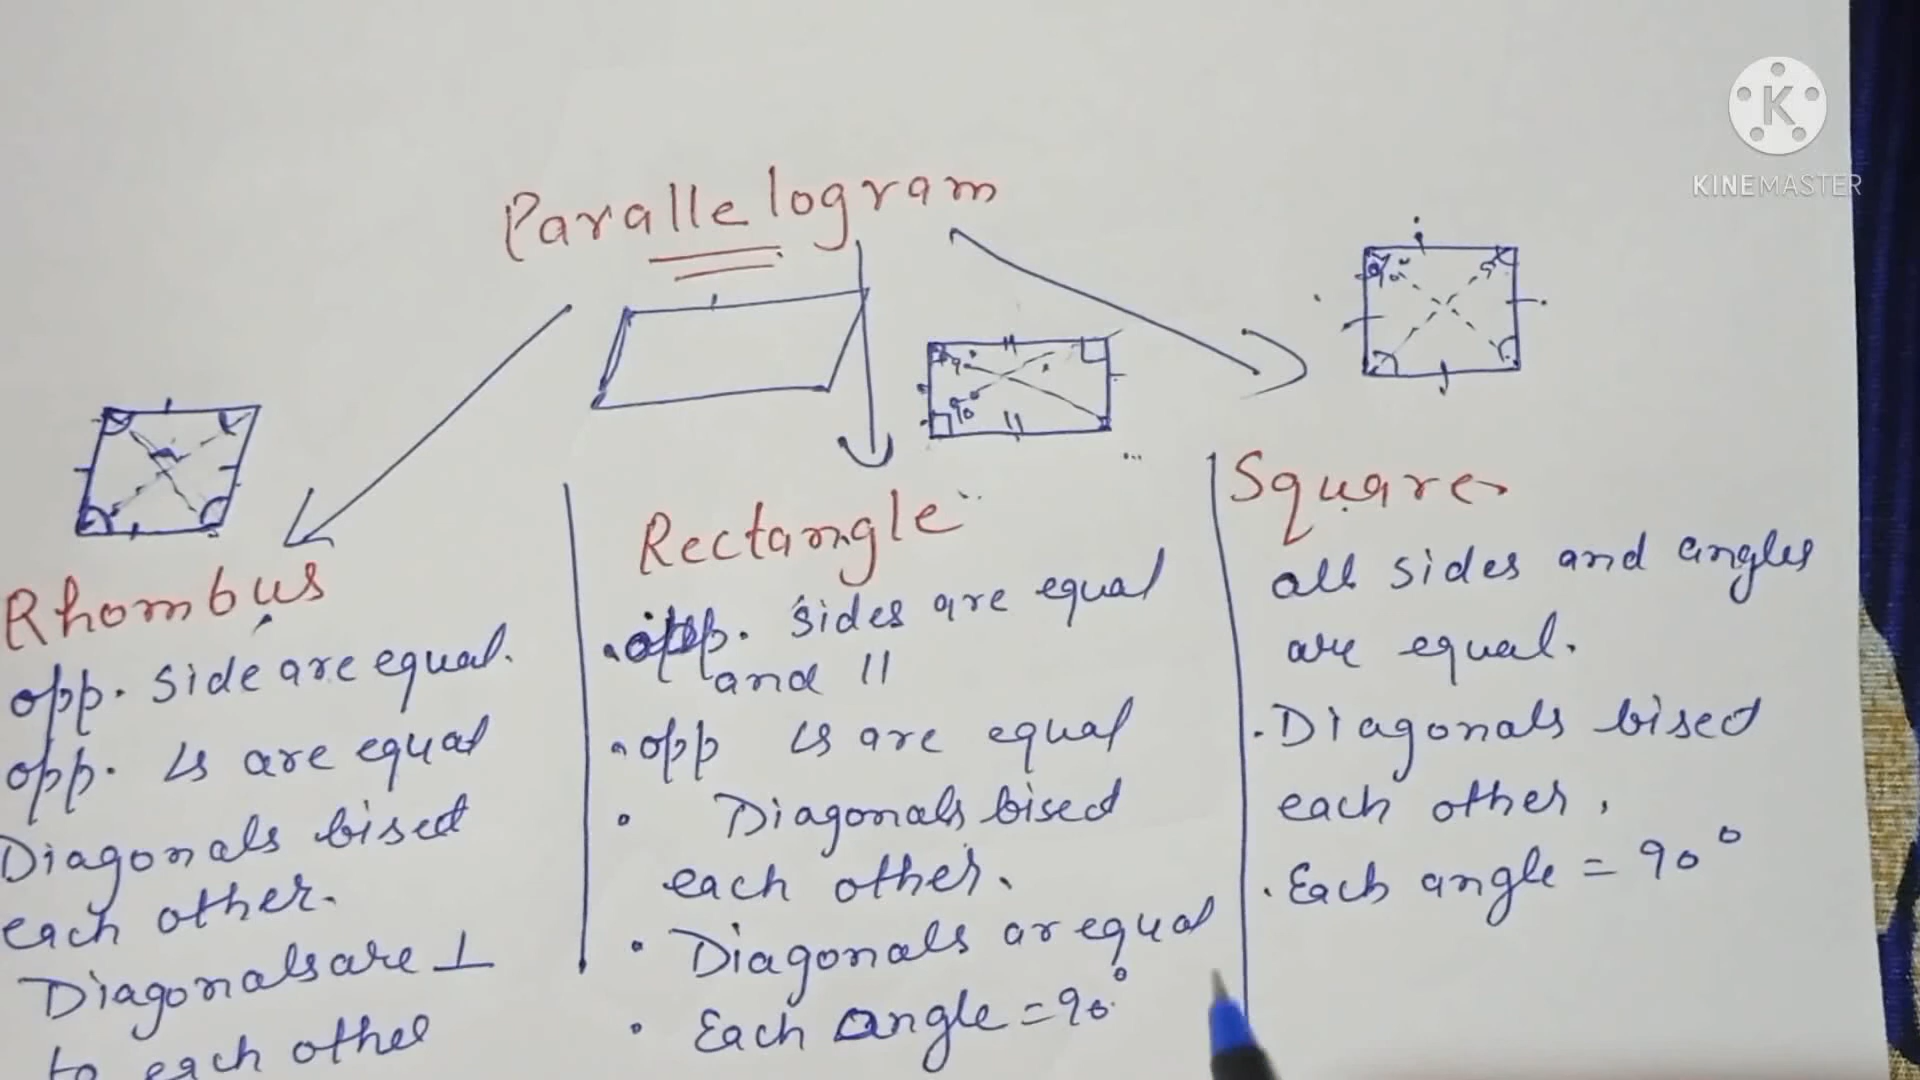 KINEMASTER
Parallelogram
Rhombus
opp. side are equal.
opp. ∠s are equal
Diagonals bisect
each other.
Diagonals are ⊥
to each other
Rectangle
opp. sides are equal
and ||
opp ∠s are equal
Diagonals bisect
each other.
Diagonals ar equal
Each angle = 90°
Square
all sides and angles
are equal.
Diagonals bisect
each other,
Each angle = 90°